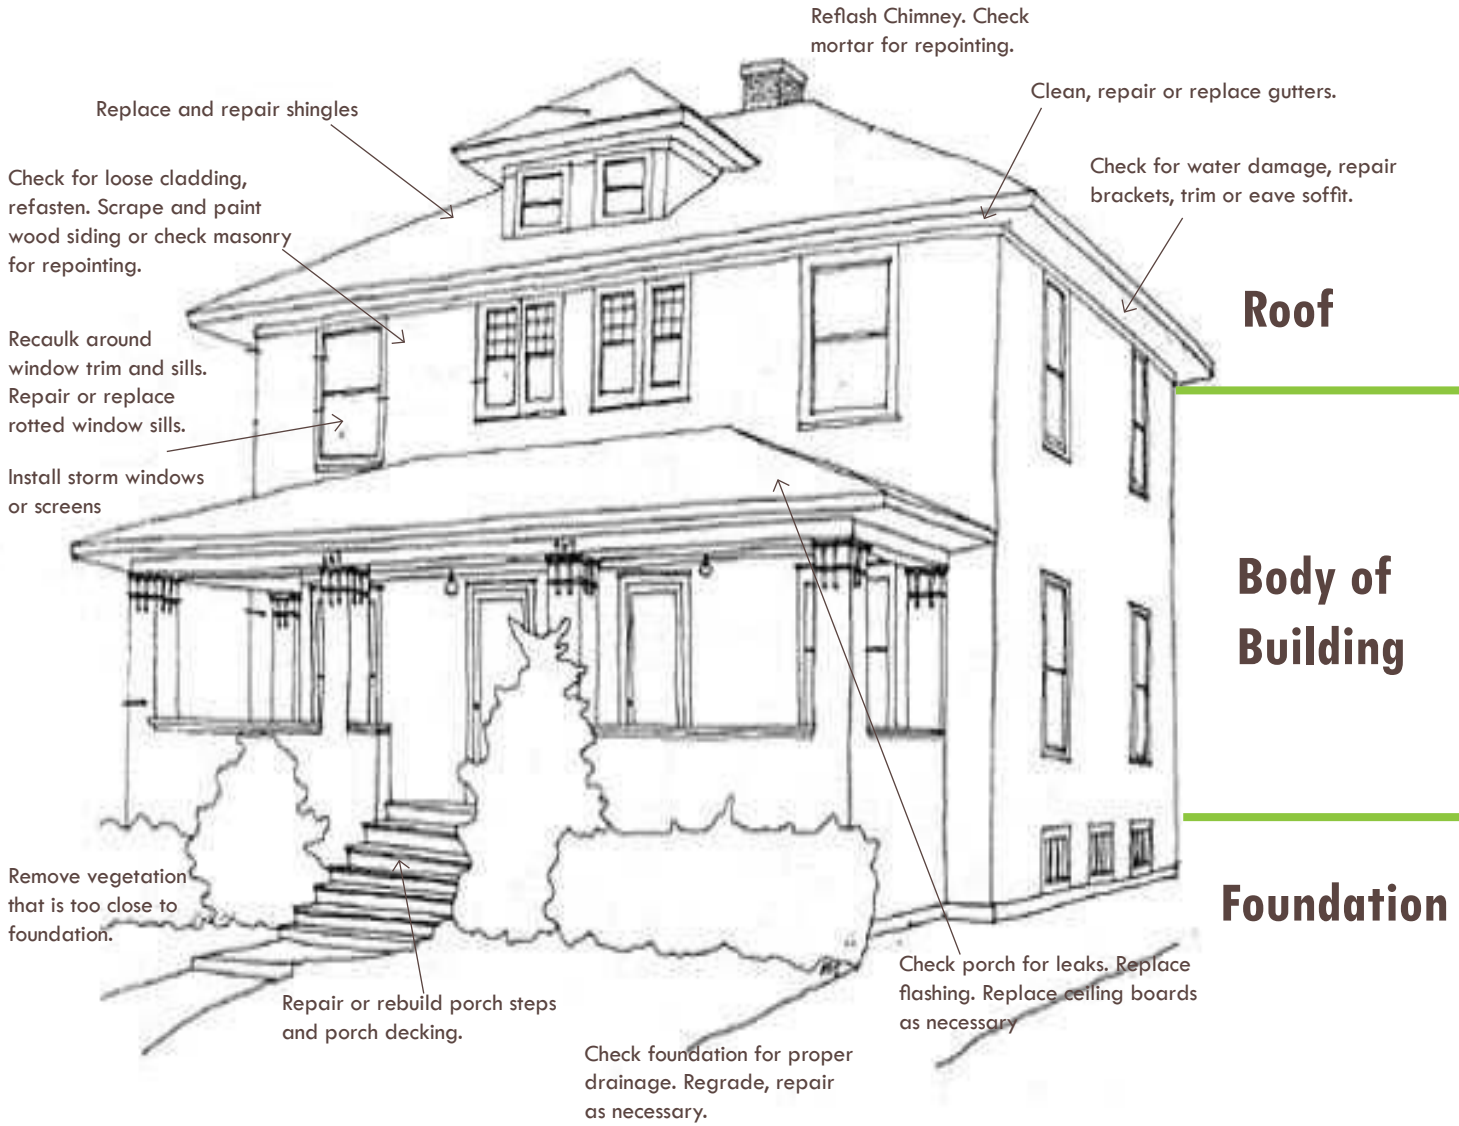 Reflash Chimney. Check
mortar for repointing.
Clean, repair or replace gutters.
Replace and repair shingles
Check for water damage, repair
brackets, trim or eave soffit.
Check for loose cladding,
refasten. Scrape and paint
wood siding or check masonry
for repointing.
Roof
Recaulk around
window trim and sills.
Repair or replace
rotted window sills.
Install storm windows
or screens
Body of
Building
Remove vegetation
that is too close to
foundation.
Foundation
Check porch for leaks. Replace
flashing. Replace ceiling boards
as necessary
Repair or rebuild porch steps
and porch decking.
Check foundation for proper
drainage. Regrade, repair
as necessary.